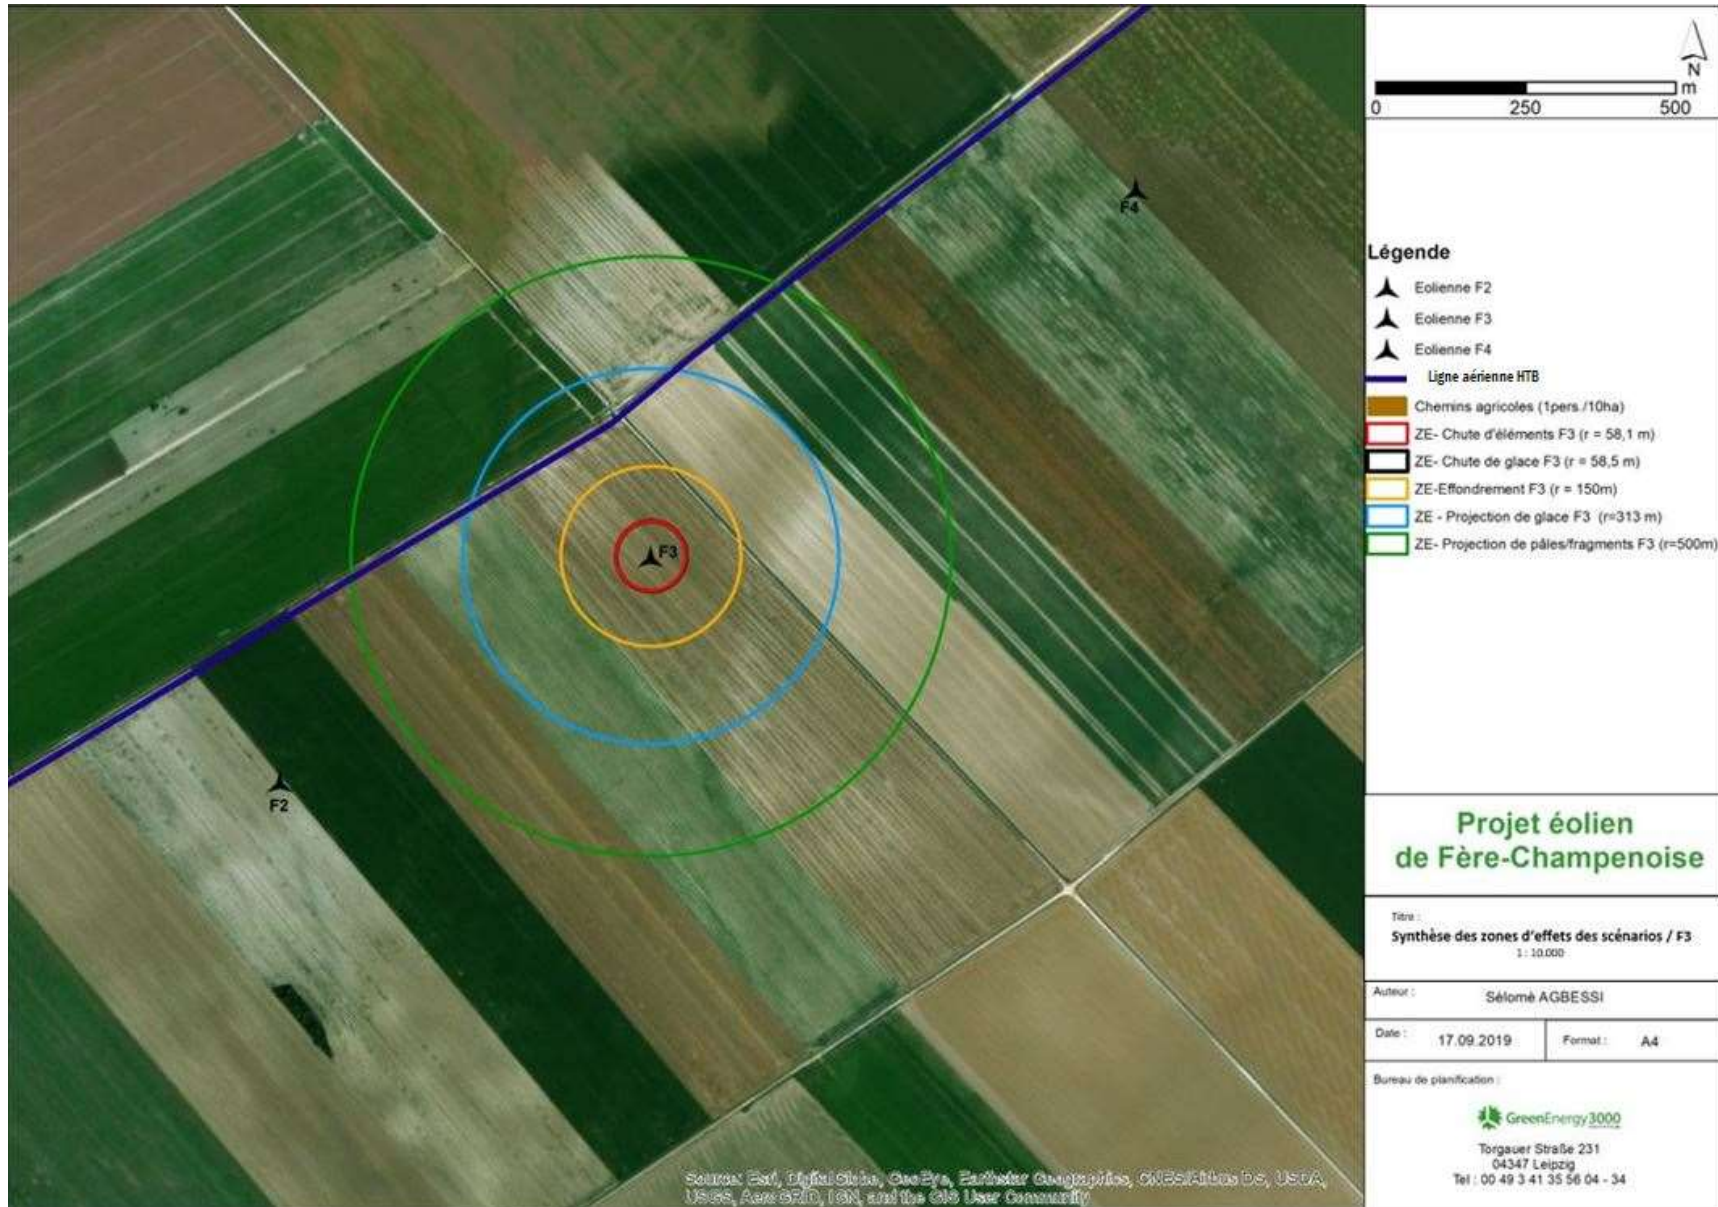 N
m
0 250 500
F4
F3
F2
Légende
Eolienne F2
Eolienne F3
Eolienne F4
Ligne aérienne HTB
Chemins agricoles (1pers./10ha)
ZE- Chute d'éléments F3 (r = 58,1 m)
ZE- Chute de glace F3 (r = 58,5 m)
ZE-Effondrement F3 (r = 150m)
ZE - Projection de glace F3 (r=313 m)
ZE- Projection de pâles/fragments F3 (r=500m)
Projet éolien
de Fère-Champenoise
Titre :
Synthèse des zones d'effets des scénarios / F3
1 : 10.000
Auteur : Sélomè AGBESSI
Date : 17.09.2019 Format : A4
Bureau de planification :
GreenEnergy 3000
Torgauer Straße 231
04347 Leipzig
Tel : 00 49 3 41 35 56 04 - 34
Source: Esri, DigitalGlobe, GeoEye, Earthstar Geographics, CNES/Airbus DS, USDA,
USGS, AeroGRID, IGN, and the GIS User Community